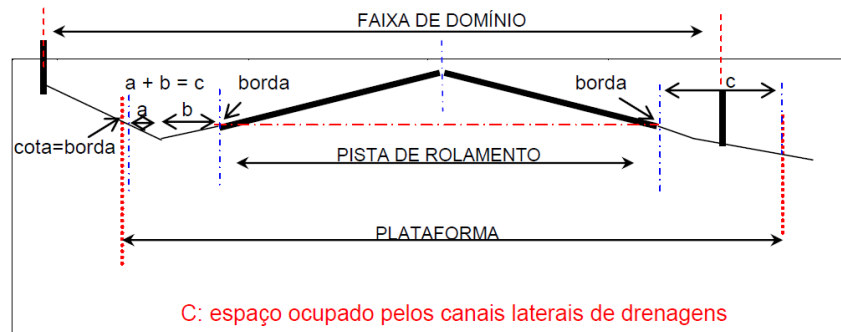 FAIXA DE DOMÍNIO
a + b = c
borda
borda
c
a
b
cota=borda
PISTA DE ROLAMENTO
PLATAFORMA
C: espaço ocupado pelos canais laterais de drenagens